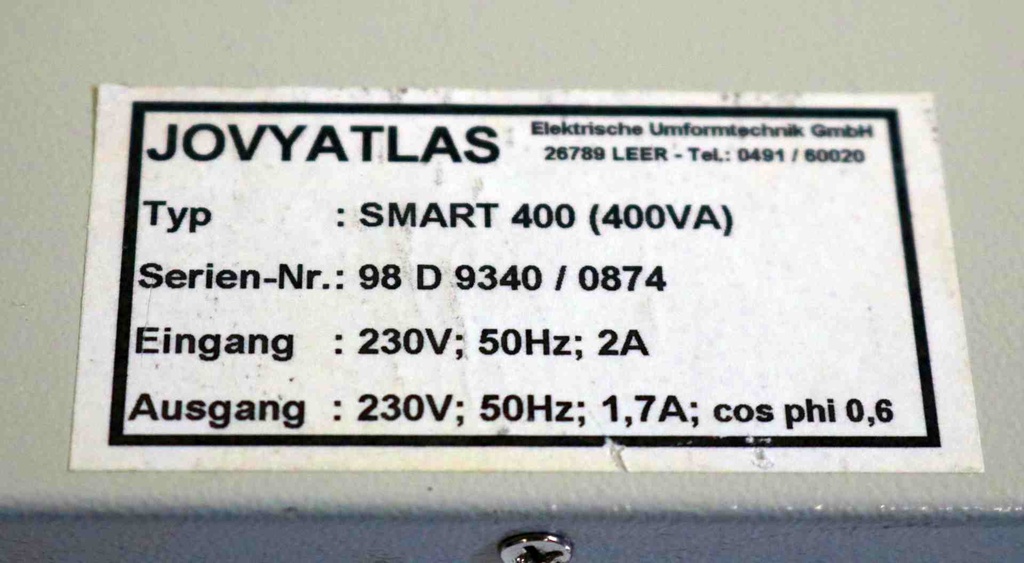 JOVYATLAS
Elektrische Umformtechnik GmbH
26789 LEER - Tel.: 0491 / 60020
Typ : SMART 400 (400VA)
Serien-Nr.: 98 D 9340 / 0874
Eingang : 230V; 50Hz; 2A
Ausgang : 230V; 50Hz; 1,7A; cos phi 0,6